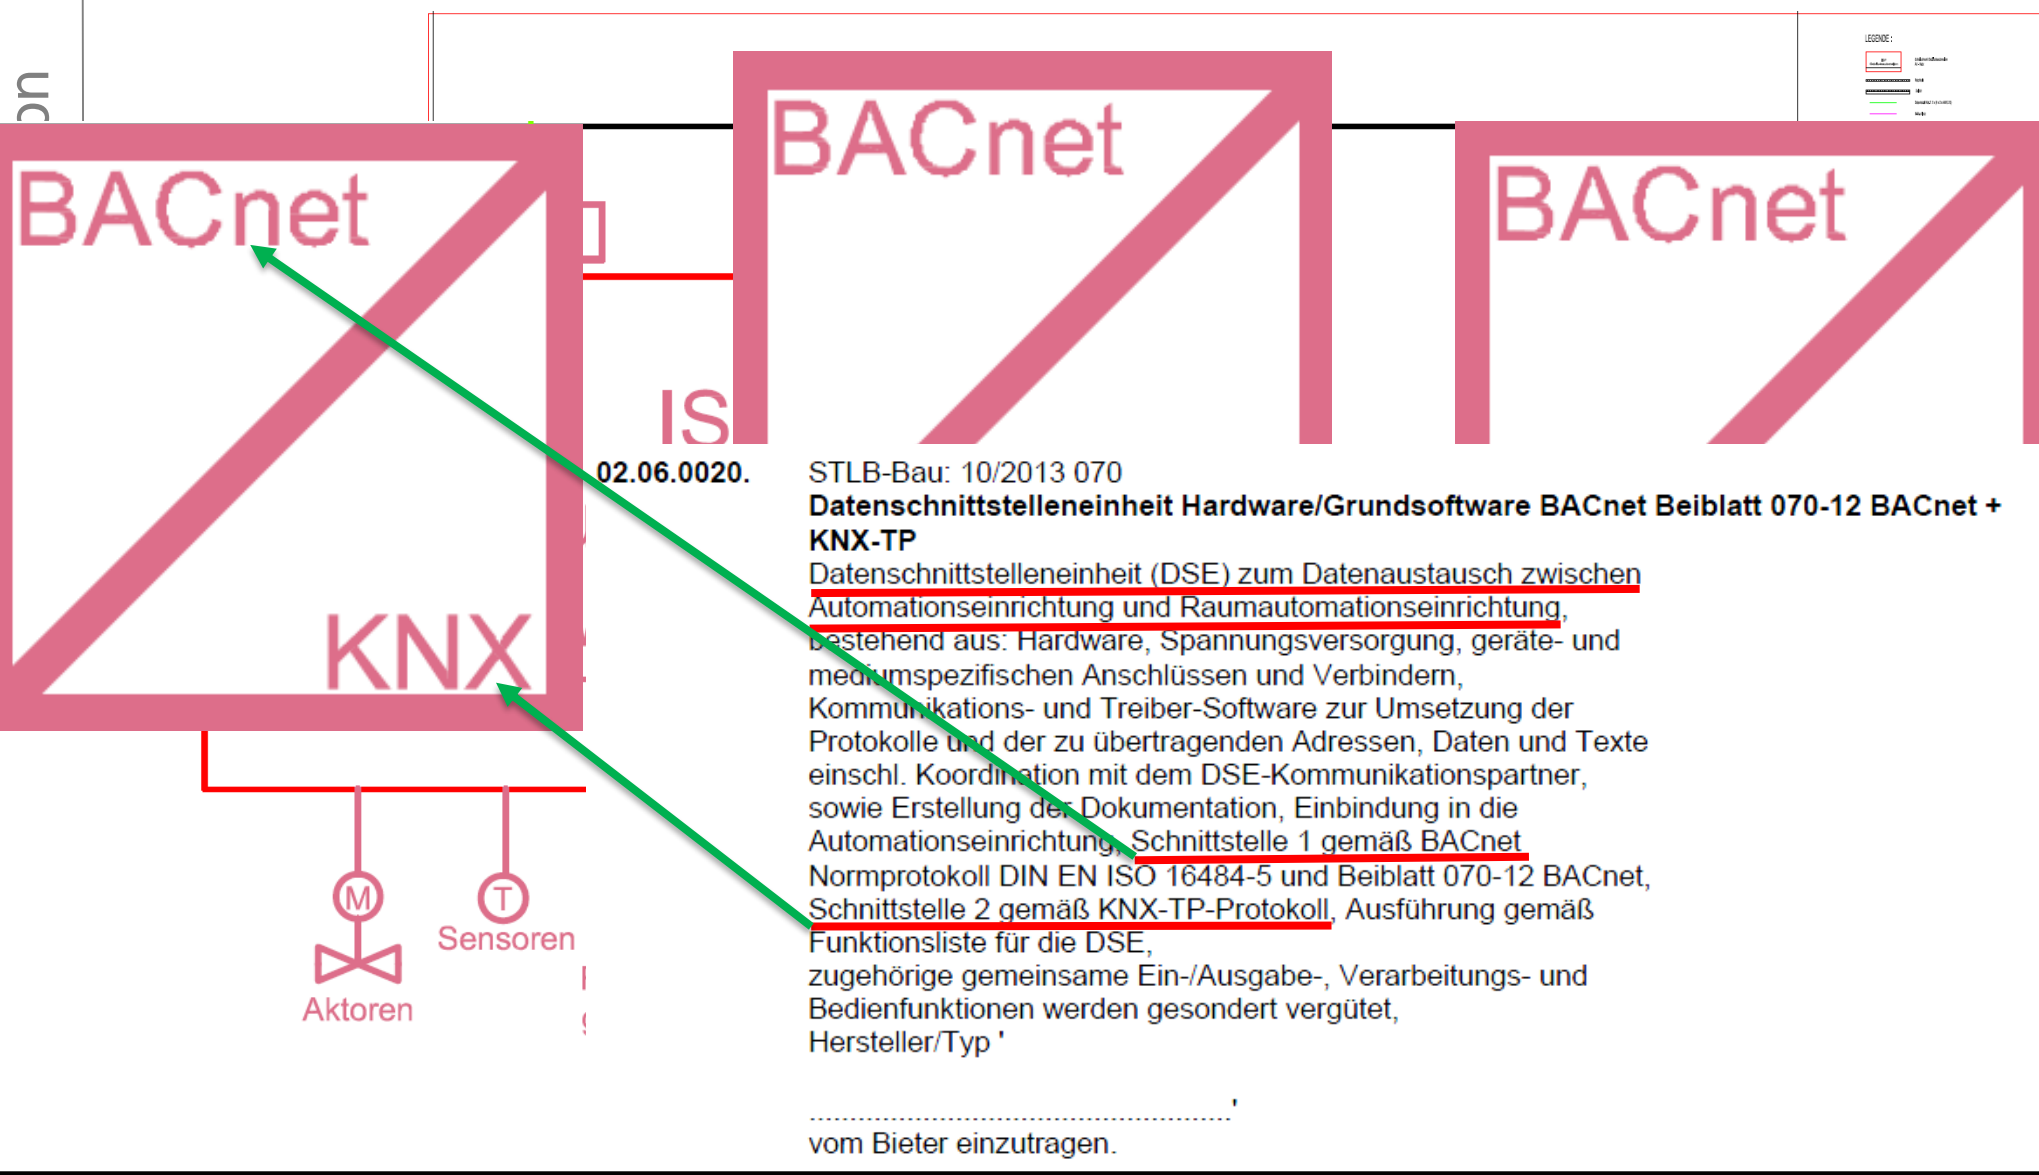 on
LEGENDE :
BACnet
BACnet
BACnet
IS
KNX
02.06.0020.
STLB-Bau: 10/2013 070
Datenschnittstelleneinheit Hardware/Grundsoftware BACnet Beiblatt 070-12 BACnet +
KNX-TP
Datenschnittstelleneinheit (DSE) zum Datenaustausch zwischen
Automationseinrichtung und Raumautomationseinrichtung,
bestehend aus: Hardware, Spannungsversorgung, geräte- und
mediumspezifischen Anschlüssen und Verbindern,
Kommunikations- und Treiber-Software zur Umsetzung der
Protokolle und der zu übertragenden Adressen, Daten und Texte
einschl. Koordination mit dem DSE-Kommunikationspartner,
sowie Erstellung der Dokumentation, Einbindung in die
Automationseinrichtung, Schnittstelle 1 gemäß BACnet
Normprotokoll DIN EN ISO 16484-5 und Beiblatt 070-12 BACnet,
Schnittstelle 2 gemäß KNX-TP-Protokoll, Ausführung gemäß
Funktionsliste für die DSE,
zugehörige gemeinsame Ein-/Ausgabe-, Verarbeitungs- und
Bedienfunktionen werden gesondert vergütet,
Hersteller/Typ '
....................................................'
vom Bieter einzutragen.
M
T
Sensoren
Aktoren